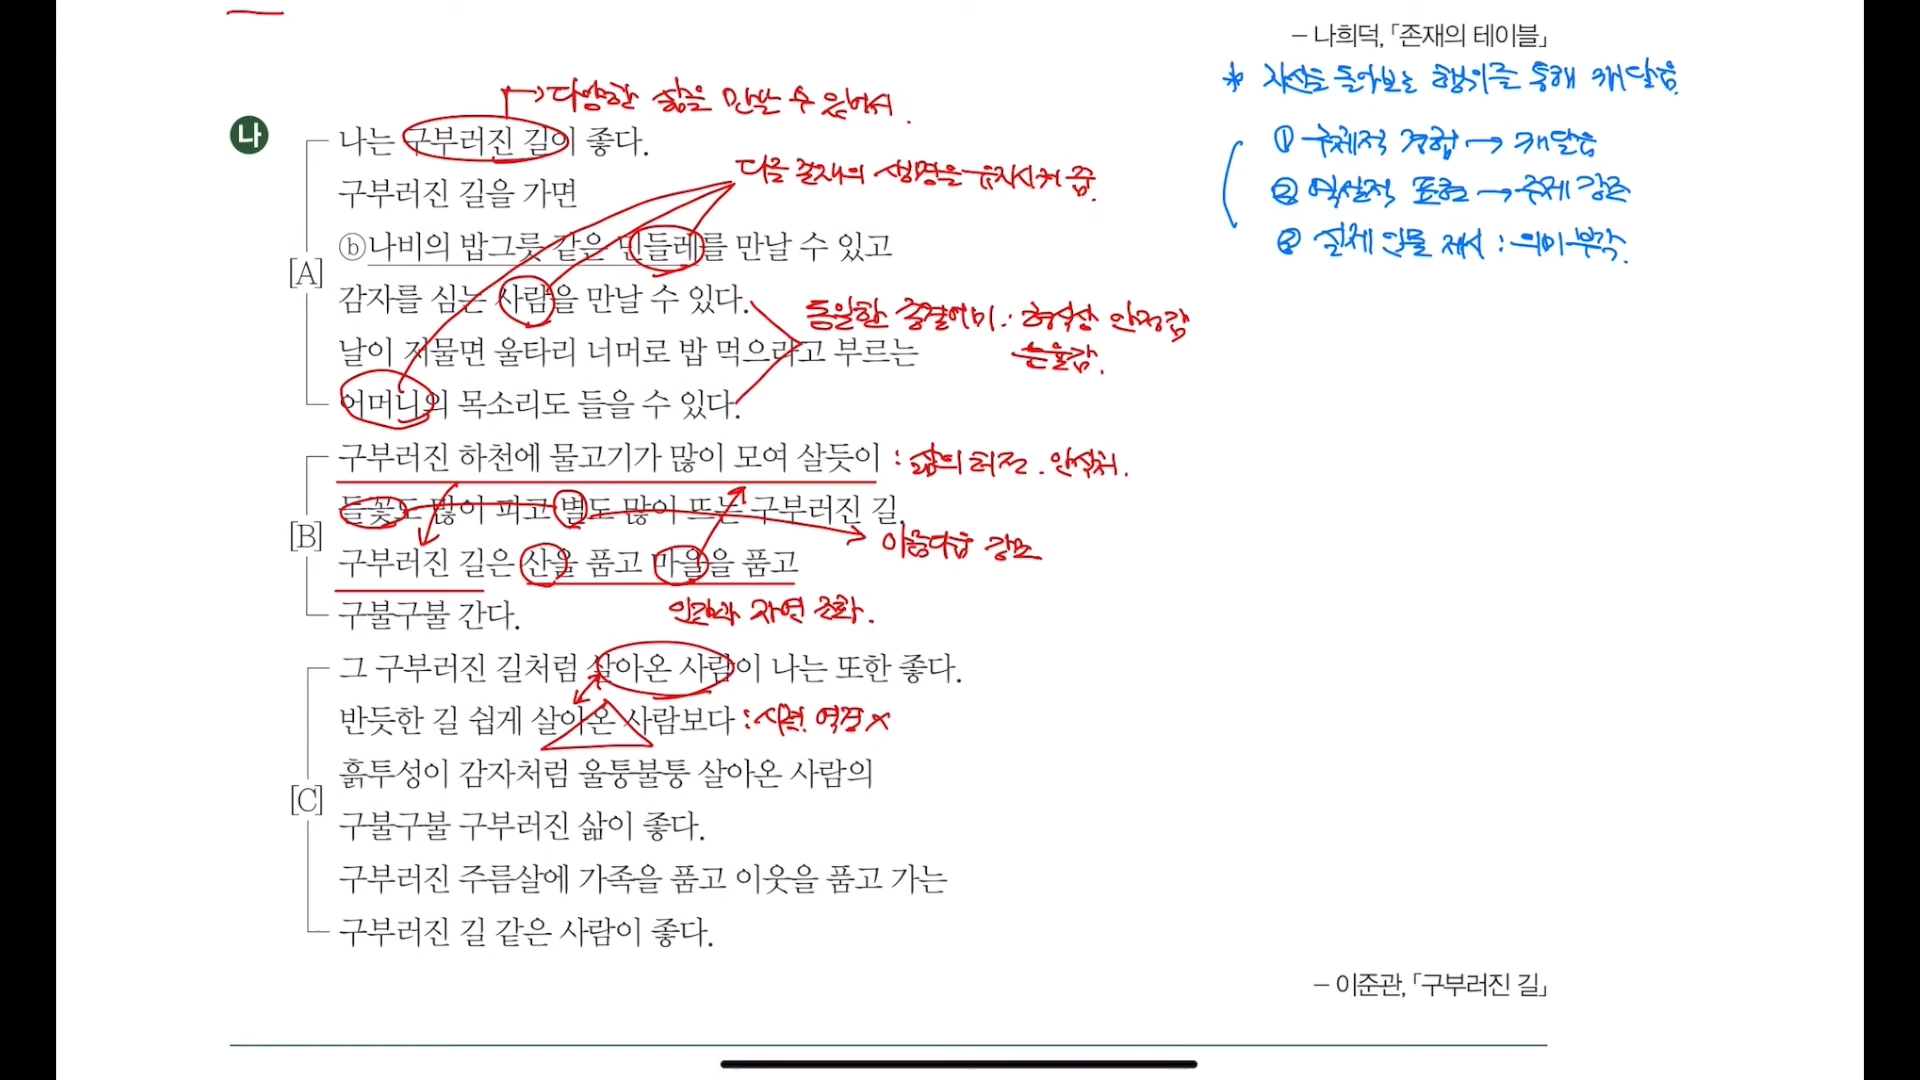 – 나희덕, 「존재의 테이블」
* 자신을 돌아보는 행위를 통해 깨달음.
① 구체적 경험 → 깨달음
② 역설적 표현 → 주제 강조
③ 실제 인물 제시 : 의미 부각.
→ 다양한 삶을 만날 수 있어서.
나
[A]
나는 구부러진 길이 좋다.
다른 존재의 생명을 유지시켜 줌.
구부러진 길을 가면
ⓑ나비의 밥그릇 같은 민들레를 만날 수 있고
감자를 심는 사람을 만날 수 있다.
동일한 종결어미 : 형식상 안정감
운율감.
날이 저물면 울타리 너머로 밥 먹으라고 부르는
어머니의 목소리도 들을 수 있다.
[B]
구부러진 하천에 물고기가 많이 모여 살듯이 : 삶의 터전. 안식처.
들꽃도 많이 피고 별도 많이 뜨는 구부러진 길.
아름다움 강조
구부러진 길은 산을 품고 마을을 품고
인간과 자연 조화.
구불구불 간다.
[C]
그 구부러진 길처럼 살아온 사람이 나는 또한 좋다.
반듯한 길 쉽게 살아온 사람보다 : 시련. 역경 x
흙투성이 감자처럼 울퉁불퉁 살아온 사람의
구불구불 구부러진 삶이 좋다.
구부러진 주름살에 가족을 품고 이웃을 품고 가는
구부러진 길 같은 사람이 좋다.
– 이준관, 「구부러진 길」